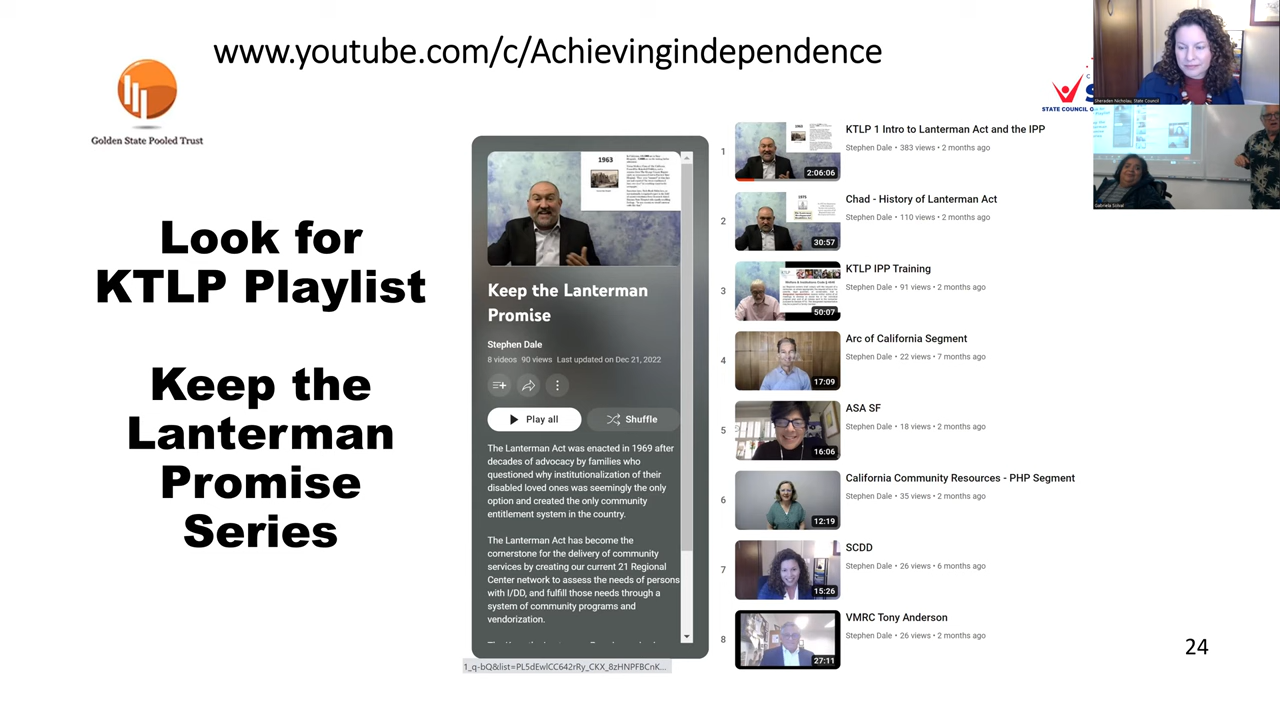 www.youtube.com/c/Achievingindependence
Golden State Pooled Trust
STATE COUNCIL
Sheraden Nicholau, State Council
Look for
KTLP Playlist
Keep the
Lanterman
Promise
Series
1963
Keep the Lanterman
Promise
Stephen Dale
8 videos 90 views Last updated on Dec 21, 2022
Play all
Shuffle
The Lanterman Act was enacted in 1969 after
decades of advocacy by families who
questioned why institutionalization of their
disabled loved ones was seemingly the only
option and created the only community
entitlement system in the country.
The Lanterman Act has become the
cornerstone for the delivery of community
services by creating our current 21 Regional
Center network to assess the needs of persons
with I/DD, and fulfill those needs through a
system of community programs and
vendorization.
1_q-bQ&list=PL5dEwlCC642rRy_CKX_8zHNPFBCnK...
1
2:06:06
KTLP 1 Intro to Lanterman Act and the IPP
Stephen Dale • 383 views • 2 months ago
2
30:57
Chad - History of Lanterman Act
Stephen Dale • 110 views • 2 months ago
3
50:07
KTLP IPP Training
Stephen Dale • 91 views • 2 months ago
4
17:09
Arc of California Segment
Stephen Dale • 22 views • 7 months ago
5
16:06
ASA SF
Stephen Dale • 18 views • 2 months ago
6
12:19
California Community Resources - PHP Segment
Stephen Dale • 35 views • 2 months ago
7
15:26
SCDD
Stephen Dale • 26 views • 6 months ago
8
27:11
VMRC Tony Anderson
Stephen Dale • 26 views • 2 months ago
24